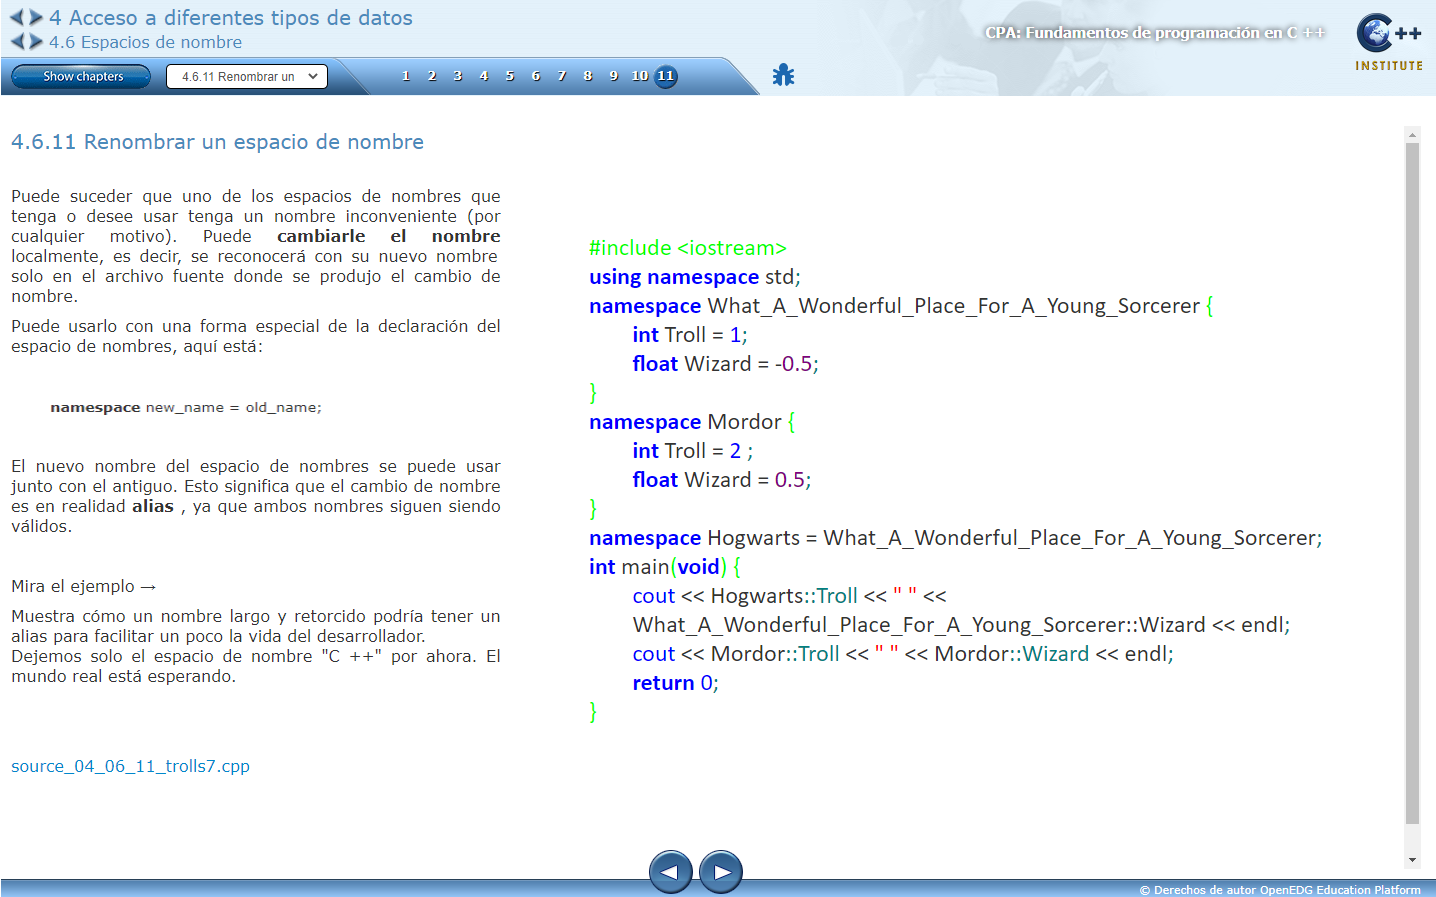 4 Acceso a diferentes tipos de datos
4.6 Espacios de nombre
CPA: Fundamentos de programación en C ++
C++
INSTITUTE
Show chapters
4.6.11 Renombrar un
1 2 3 4 5 6 7 8 9 10 11
4.6.11 Renombrar un espacio de nombre
Puede suceder que uno de los espacios de nombres que
tenga o desee usar tenga un nombre inconveniente (por
cualquier motivo). Puede cambiarle el nombre
localmente, es decir, se reconocerá con su nuevo nombre
solo en el archivo fuente donde se produjo el cambio de
nombre.
Puede usarlo con una forma especial de la declaración del
espacio de nombres, aquí está:
namespace new_name = old_name;
El nuevo nombre del espacio de nombres se puede usar
junto con el antiguo. Esto significa que el cambio de nombre
es en realidad alias , ya que ambos nombres siguen siendo
válidos.
Mira el ejemplo →
Muestra cómo un nombre largo y retorcido podría tener un
alias para facilitar un poco la vida del desarrollador.
Dejemos solo el espacio de nombre "C ++" por ahora. El
mundo real está esperando.
source_04_06_11_trolls7.cpp
#include <iostream>
using namespace std;
namespace What_A_Wonderful_Place_For_A_Young_Sorcerer {
int Troll = 1;
float Wizard = -0.5;
}
namespace Mordor {
int Troll = 2 ;
float Wizard = 0.5;
}
namespace Hogwarts = What_A_Wonderful_Place_For_A_Young_Sorcerer;
int main(void) {
cout << Hogwarts::Troll << " " <<
What_A_Wonderful_Place_For_A_Young_Sorcerer::Wizard << endl;
cout << Mordor::Troll << " " << Mordor::Wizard << endl;
return 0;
}
© Derechos de autor OpenEDG Education Platform